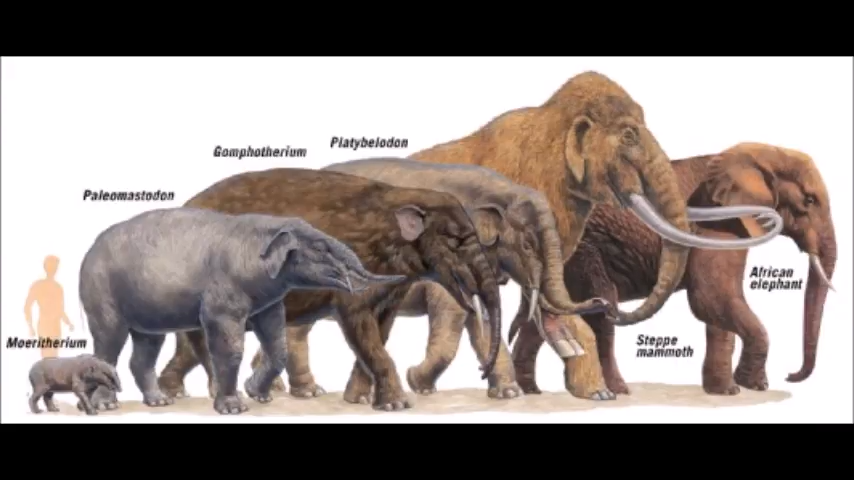 Platybelodon
Gomphotherium
Paleomastodon
African
elephant
Moeritherium
Steppe
mammoth